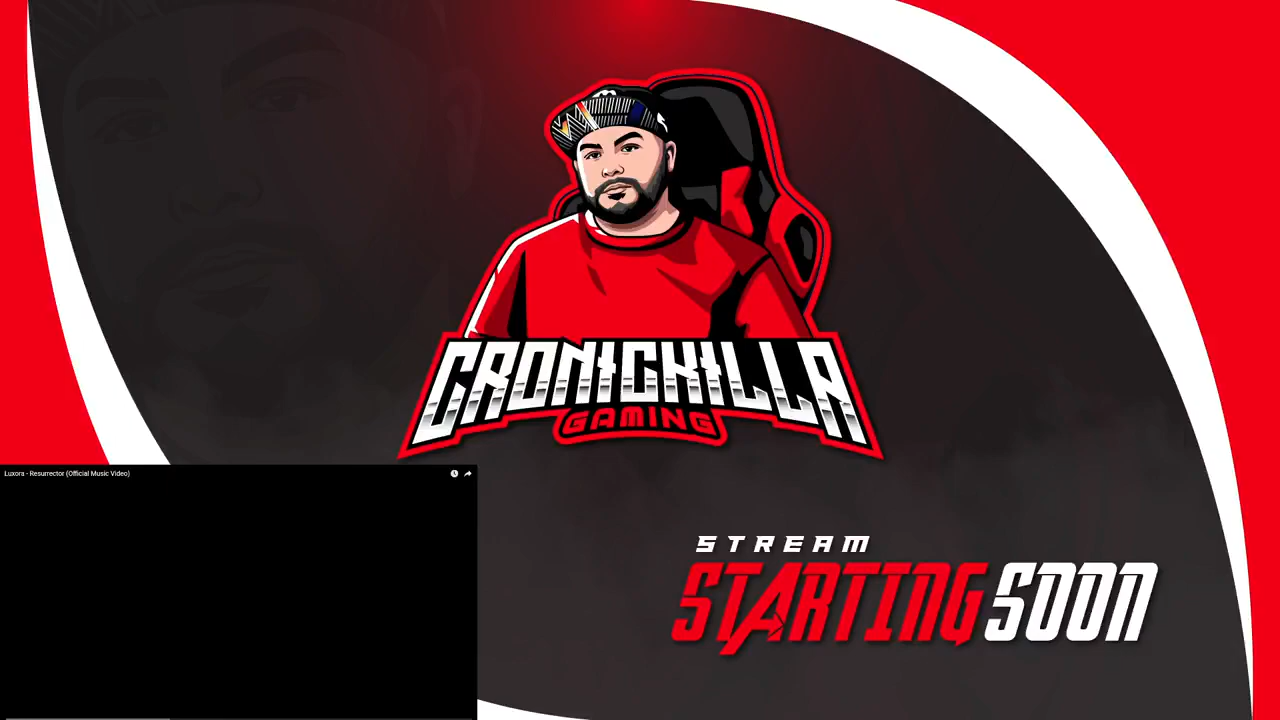 CRONICKILLA
GAMING
Luxora - Resurrector (Official Music Video)
STREAM
STARTING SOON